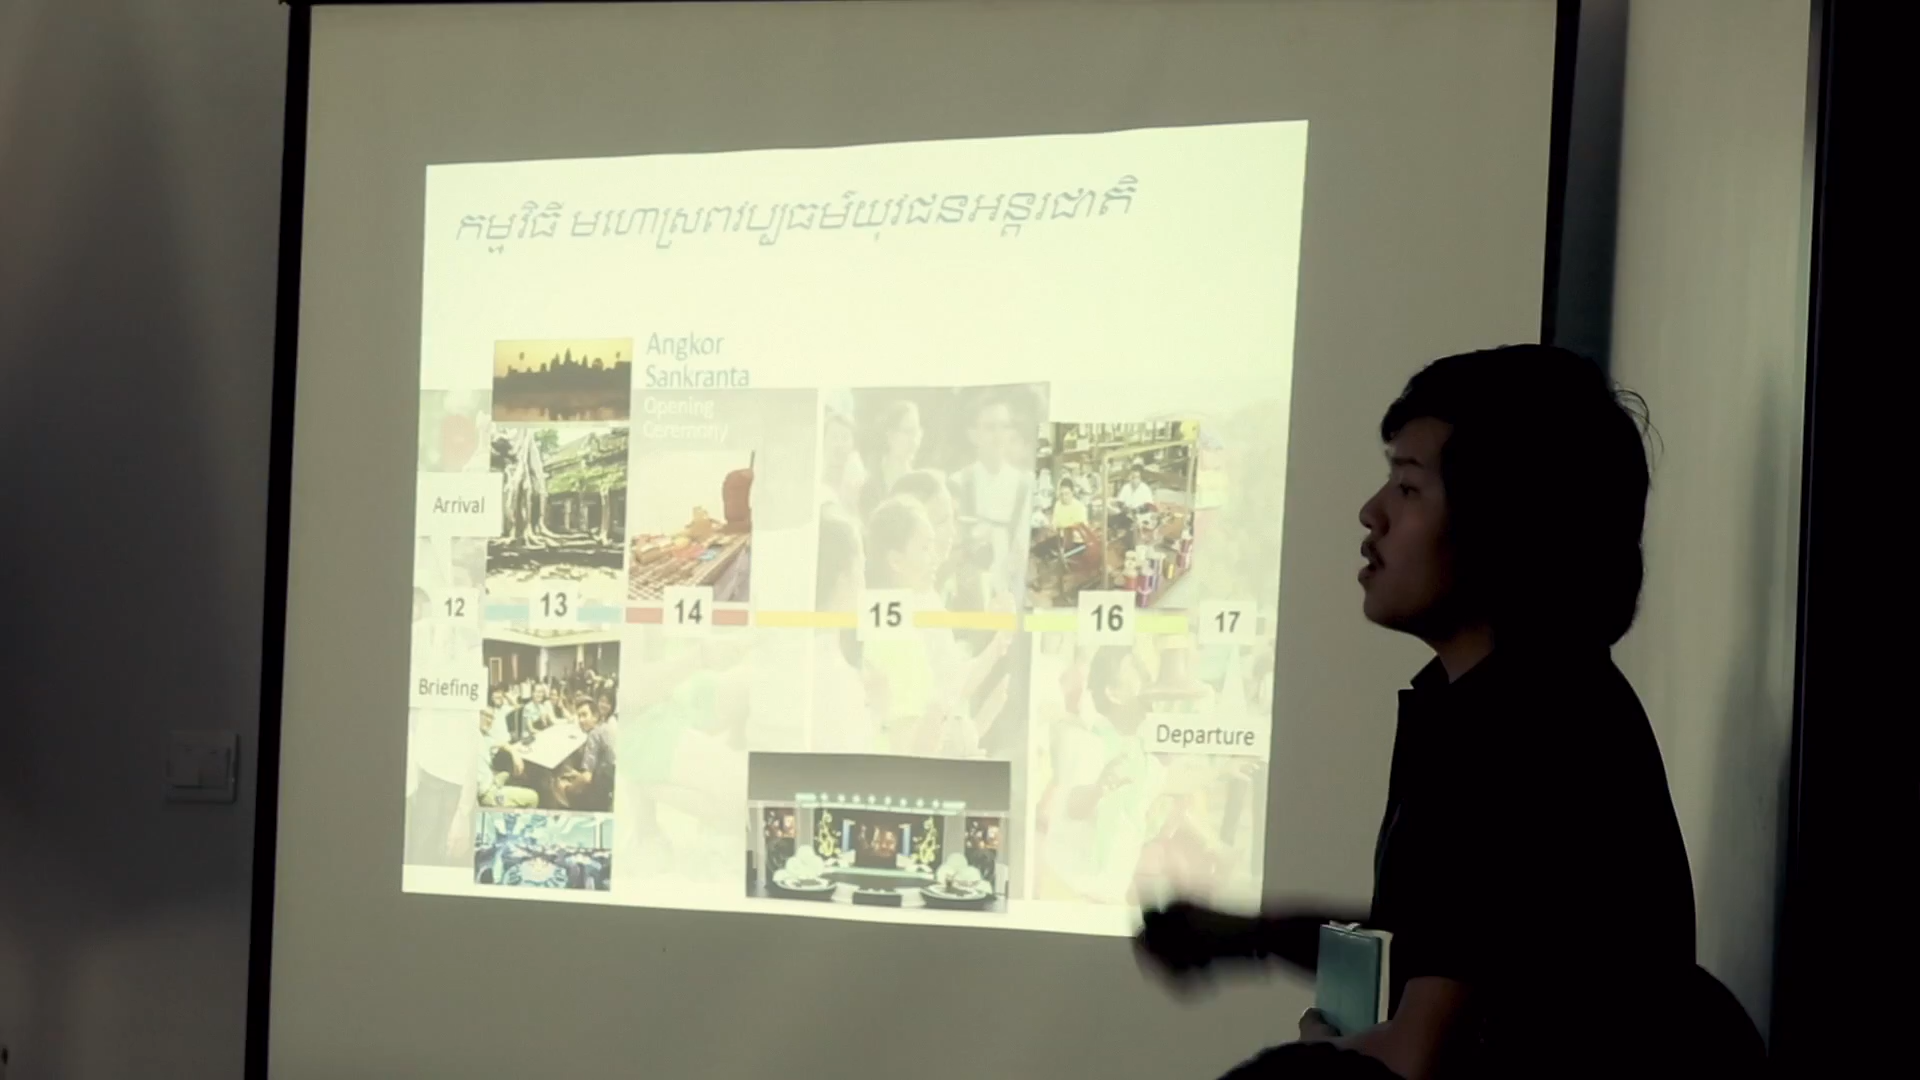 កម្មវិធី មហោស្រពវប្បធម៌យុវជនអន្តរជាតិ
Angkor
Sankranta
Opening
Ceremony
Arrival
12
13
14
15
16
17
Briefing
Departure